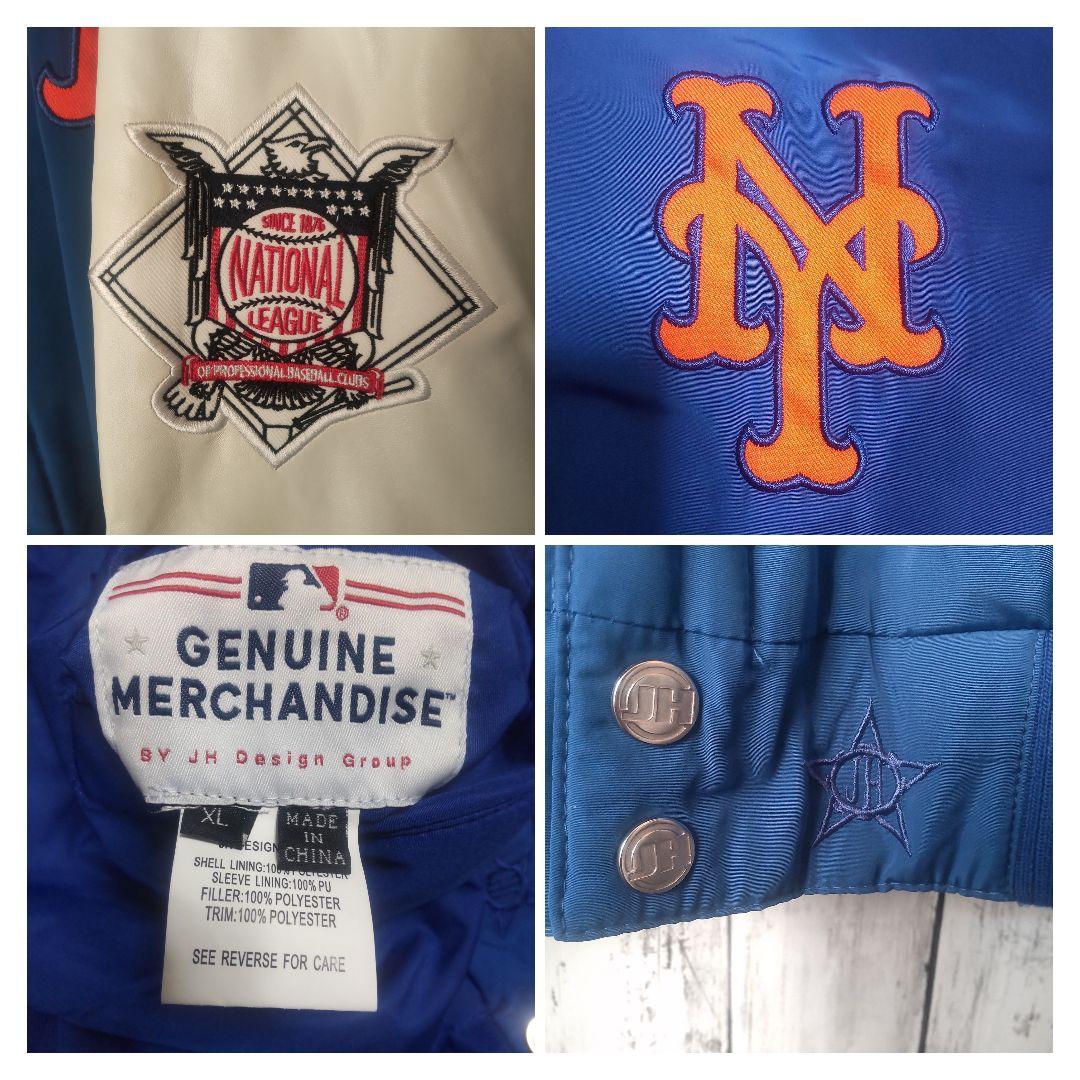 SINCE 1876
NATIONAL
LEAGUE
OF PROFESSIONAL BASEBALL CLUBS
NY
GENUINE
MERCHANDISE™
BY JH Design Group
XL
MADE
IN
CHINA
SHELL LINING:100% POLYESTER
SLEEVE LINING:100% PU
FILLER:100% POLYESTER
TRIM:100% POLYESTER
SEE REVERSE FOR CARE
JH
JH
JH